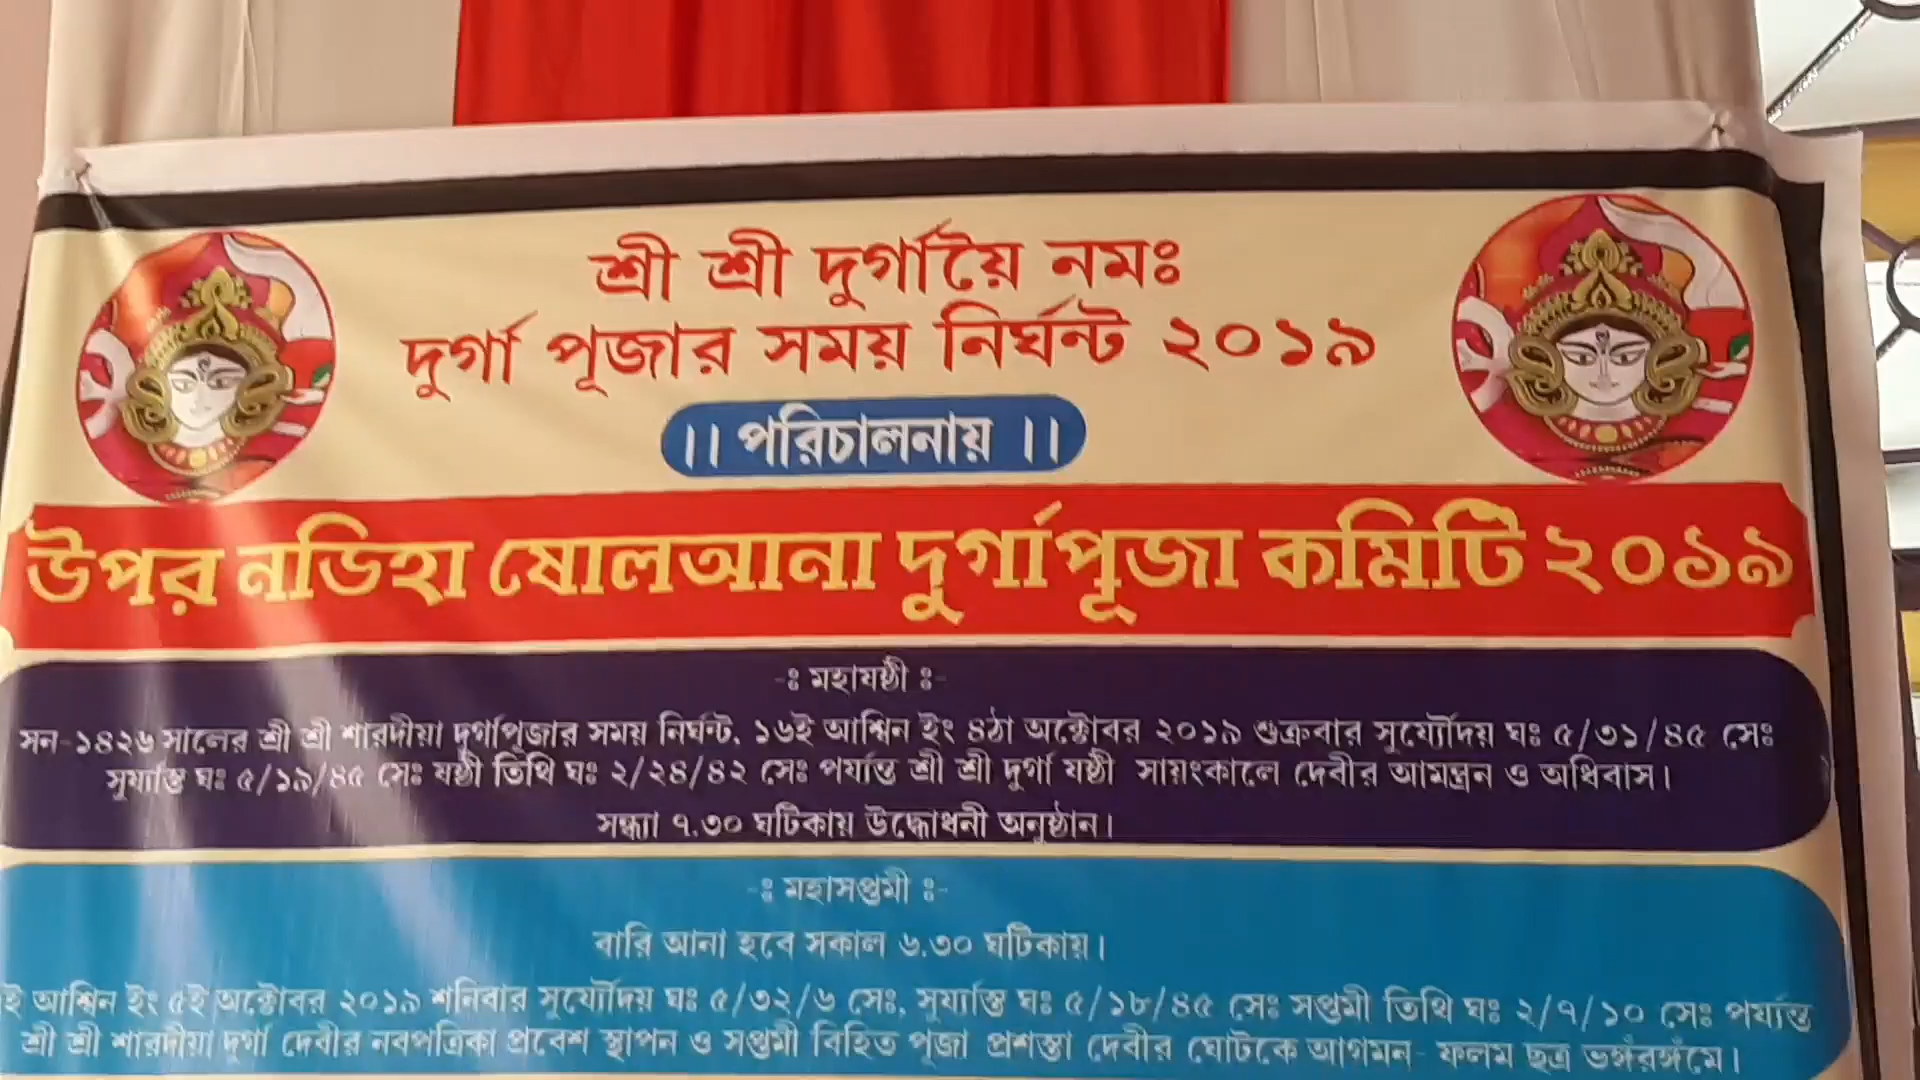 শ্রী শ্রী দুর্গায়ৈ নমঃ
দুর্গা পূজার সময় নির্ঘন্ট ২০১৯
।। পরিচালনায় ।।
উপর নডিহা ষোলআনা দুর্গাপূজা কমিটি ২০১৯
-ঃ মহাষষ্ঠী ঃ-
সন-১৪২৬ সালের শ্রী শ্রী শারদীয়া দুর্গাপুজার সময় নির্ঘন্ট, ১৬ই আশ্বিন ইং ৪ঠা অক্টোবর ২০১৯ শুক্রবার সূর্য্যোদয় ঘঃ ৫/৩১/৪৫ সেঃ
সূর্য্যাস্ত ঘঃ ৫/১৯/৪৫ সেঃ ষষ্ঠী তিথি ঘঃ ২/২৪/৪২ সেঃ পর্য্যন্ত শ্রী শ্রী দুর্গা ষষ্ঠী সায়ংকালে দেবীর আমন্ত্রন ও অধিবাস।
সন্ধ্যা ৭.৩০ ঘটিকায় উদ্ধোধনী অনুষ্ঠান।
-ঃ মহাসপ্তমী ঃ-
বারি আনা হবে সকাল ৬.৩০ ঘটিকায়।
ই আশ্বিন ইং ৫ই অক্টোবর ২০১৯ শনিবার সূর্য্যোদয় ঘঃ ৫/৩২/৬ সেঃ, সূর্য্যাস্ত ঘঃ ৫/১৮/৪৫ সেঃ সপ্তমী তিথি ঘঃ ২/৭/১০ সেঃ পর্য্যন্ত
শ্রী শ্রী শারদীয়া দুর্গা দেবীর নবপত্রিকা প্রবেশ স্থাপন ও সপ্তমী বিহিত পূজা প্রশস্তা দেবীর ঘোটকে আগমন- ফলম ছত্র ভঙ্গঁরঙ্গঁমে।